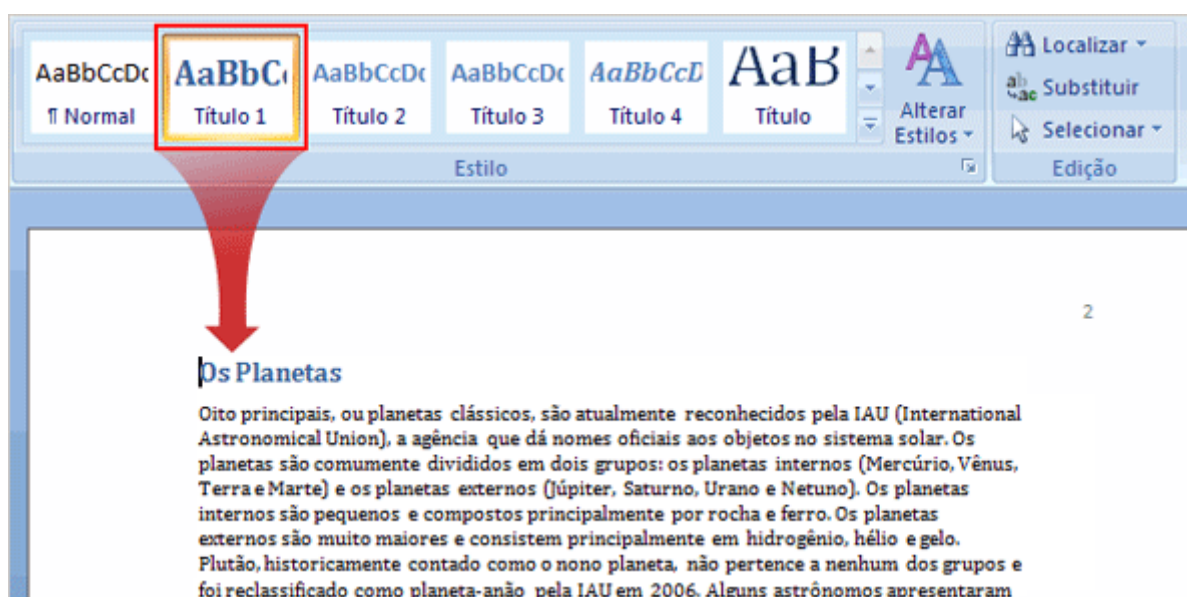 AaBbCcDc
AaBbC
AaBbCcDc
AaBbCcDc
AaBbCcD
AaB
¶ Normal
Título 1
Título 2
Título 3
Título 4
Título
Alterar
Estilos
Localizar
Substituir
Selecionar
Estilo
Edição
2
Os Planetas
Oito principais, ou planetas clássicos, são atualmente reconhecidos pela IAU (International
Astronomical Union), a agência que dá nomes oficiais aos objetos no sistema solar. Os
planetas são comumente divididos em dois grupos: os planetas internos (Mercúrio, Vênus,
Terra e Marte) e os planetas externos (Júpiter, Saturno, Urano e Netuno). Os planetas
internos são pequenos e compostos principalmente por rocha e ferro. Os planetas
externos são muito maiores e consistem principalmente em hidrogênio, hélio e gelo.
Plutão, historicamente contado como o nono planeta, não pertence a nenhum dos grupos e
foi reclassificado como planeta-anão pela IAU em 2006. Alguns astrônomos apresentaram